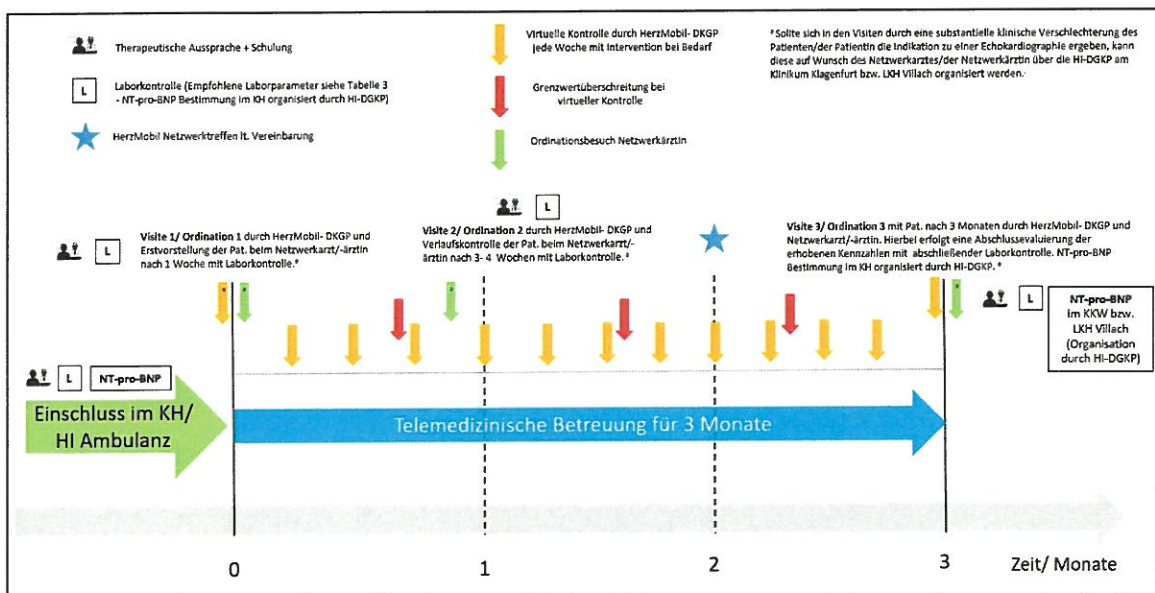 Therapeutische Aussprache + Schulung
L
Laborkontrolle (Empfohlene Laborparameter siehe Tabelle 3
- NT-pro-BNP Bestimmung im KH organisiert durch HI-DGKP)
HerzMobil Netzwerktreffen lt. Vereinbarung
Virtuelle Kontrolle durch HerzMobil- DKGP
jede Woche mit Intervention bei Bedarf
Grenzwertüberschreitung bei
virtueller Kontrolle
Ordinationsbesuch NetzwerkärztIn
# Sollte sich in den Visiten durch eine substantielle klinische Verschlechterung des
Patienten/der Patientin die Indikation zu einer Echokardiographie ergeben, kann
diese auf Wunsch des Netzwerkarztes/der Netzwerkärztin über die HI-DGKP am
Klinikum Klagenfurt bzw. LKH Villach organisiert werden.
L
Visite 1/ Ordination 1 durch HerzMobil- DKGP und
Erstvorstellung der Pat. beim Netzwerkarzt/-ärztin
nach 1 Woche mit Laborkontrolle.#
L
Visite 2/ Ordination 2 durch HerzMobil- DKGP und
Verlaufskontrolle der Pat. beim Netzwerkarzt/-
ärztin nach 3- 4 Wochen mit Laborkontrolle. #
Visite 3/ Ordination 3 mit Pat. nach 3 Monaten durch HerzMobil- DKGP und
Netzwerkarzt/-ärztin. Hierbei erfolgt eine Abschlussevaluierung der
erhobenen Kennzahlen mit abschließender Laborkontrolle. NT-pro-BNP
Bestimmung im KH organisiert durch HI-DGKP. #
L
NT-pro-BNP
im KKW bzw.
LKH Villach
(Organisation
durch HI-DGKP)
L
NT-pro-BNP
Einschluss im KH/
HI Ambulanz
Telemedizinische Betreuung für 3 Monate
0
1
2
3
Zeit/ Monate